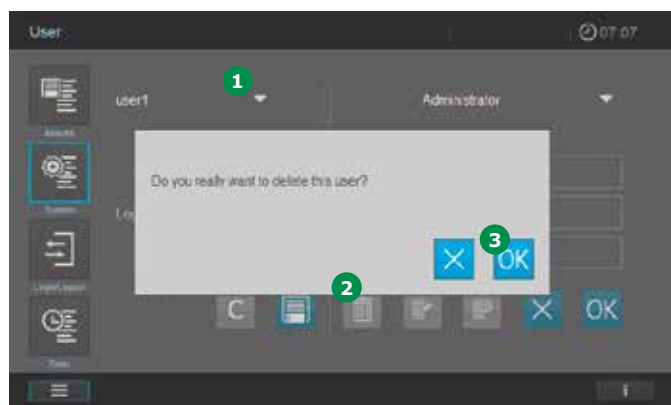 User
07:07
1
user1
Administrator
Do you really want to delete this user?
3
OK
2
C
OK
i